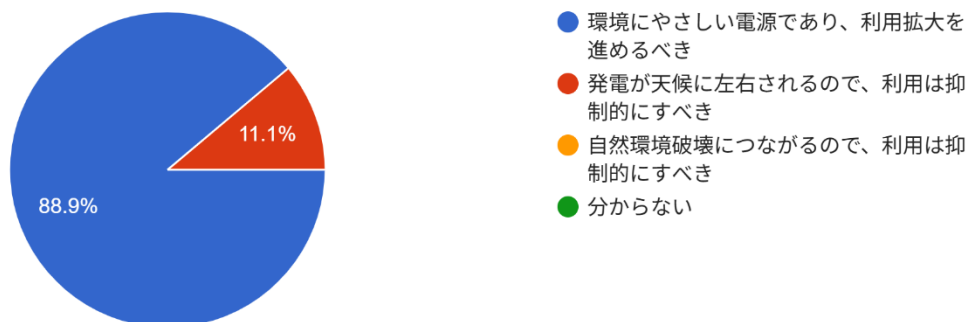 環境にやさしい電源であり、利用拡大を
進めるべき
発電が天候に左右されるので、利用は抑
制的にすべき
自然環境破壊につながるので、利用は抑
制的にすべき
分からない
11.1%
88.9%